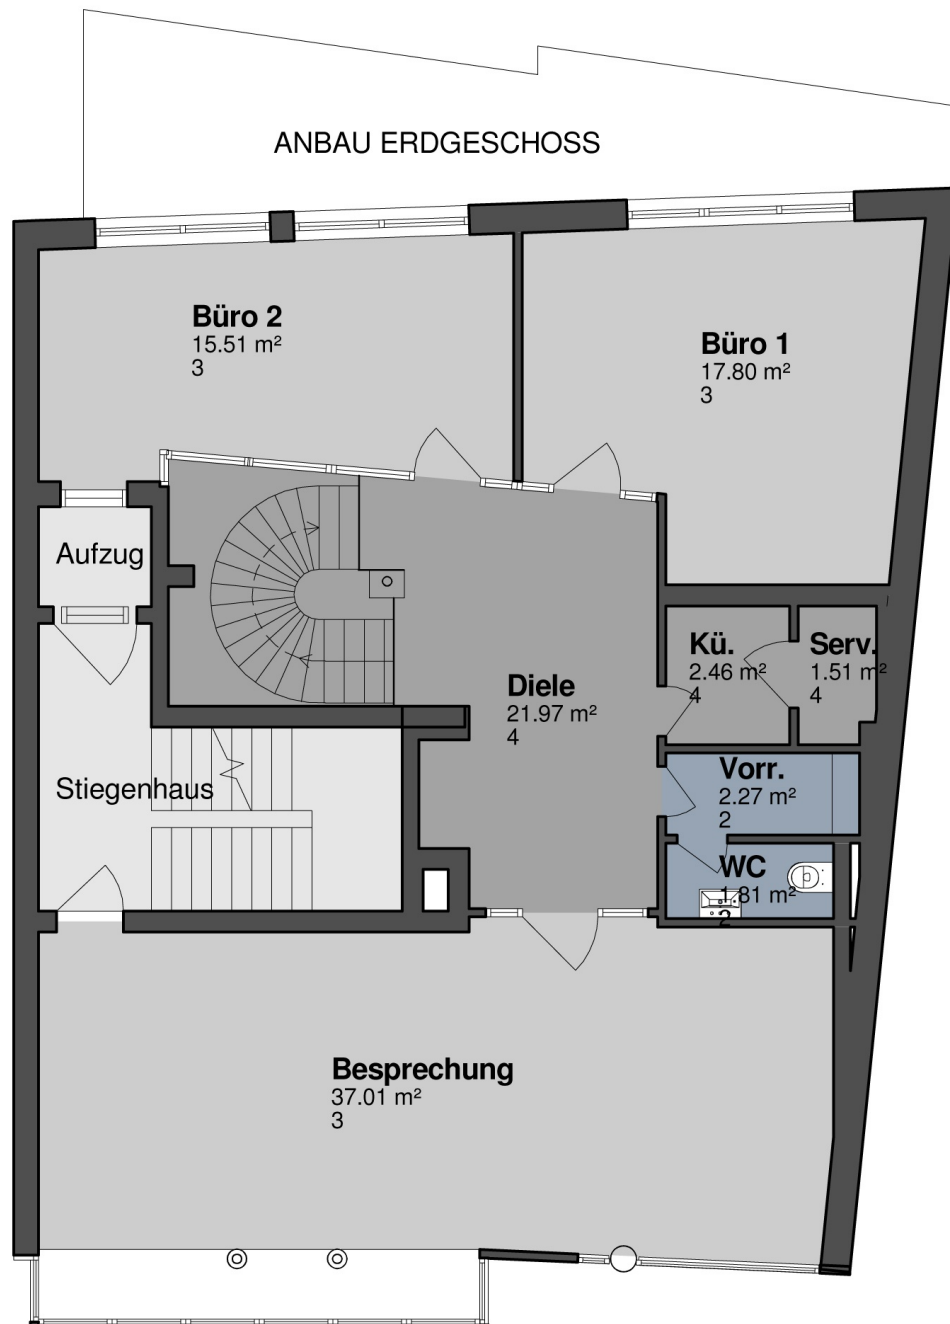 ANBAU ERDGESCHOSS
Büro 2
15.51 m²
3
Büro 1
17.80 m²
3
Aufzug
Kü.
2.46 m²
4
Serv.
1.51 m²
4
Diele
21.97 m²
4
Stiegenhaus
Vorr.
2.27 m²
2
WC
1.81 m²
2
Besprechung
37.01 m²
3